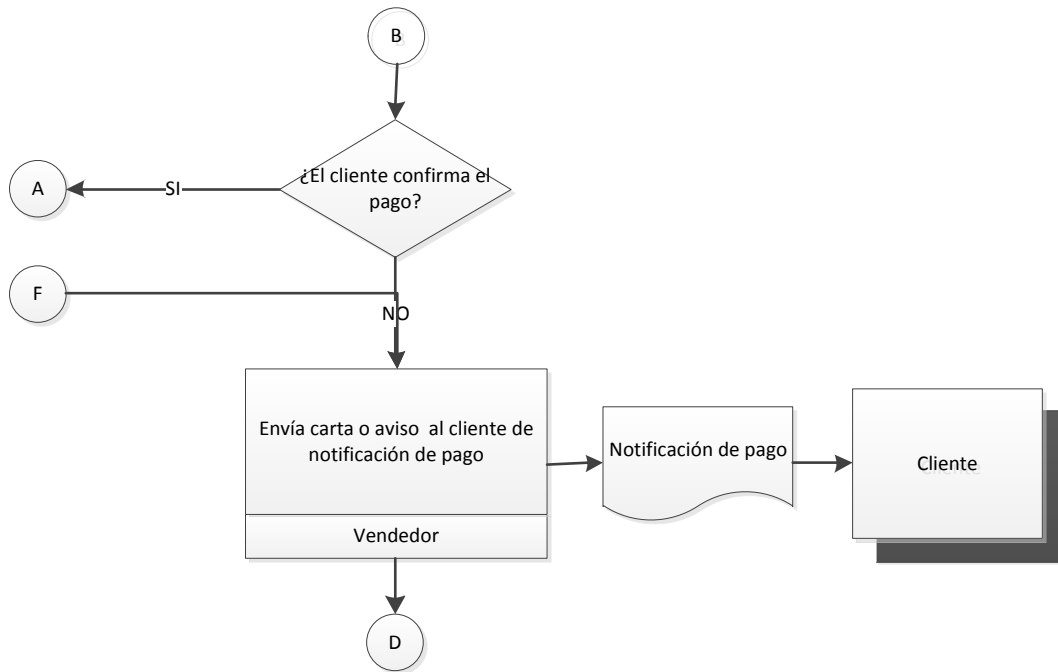 B
¿El cliente confirma el
pago?
A
SI
F
NO
Envía carta o aviso al cliente de
notificación de pago
Vendedor
Notificación de pago
Cliente
D